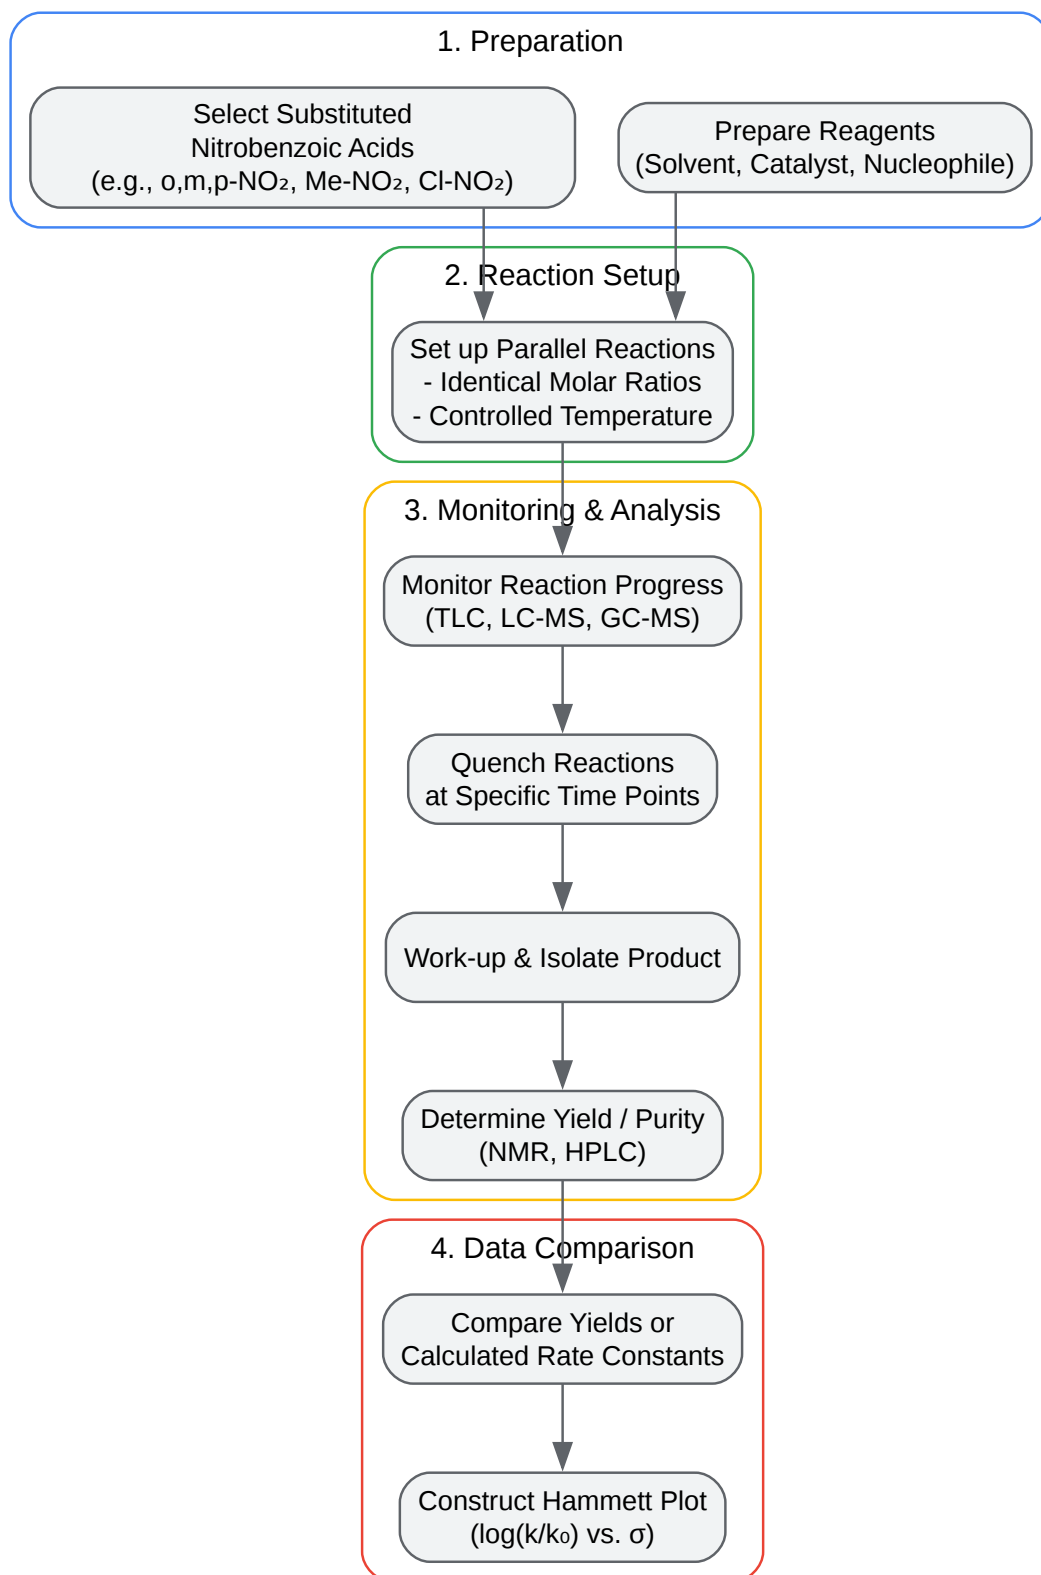 1. Preparation
Select Substituted
Nitrobenzoic Acids
(e.g., o,m,p-NO₂, Me-NO₂, Cl-NO₂)
Prepare Reagents
(Solvent, Catalyst, Nucleophile)
2. Reaction Setup
Set up Parallel Reactions
- Identical Molar Ratios
- Controlled Temperature
3. Monitoring & Analysis
Monitor Reaction Progress
(TLC, LC-MS, GC-MS)
Quench Reactions
at Specific Time Points
Work-up & Isolate Product
Determine Yield / Purity
(NMR, HPLC)
4. Data Comparison
Compare Yields or
Calculated Rate Constants
Construct Hammett Plot
(log(k/k₀) vs. σ)